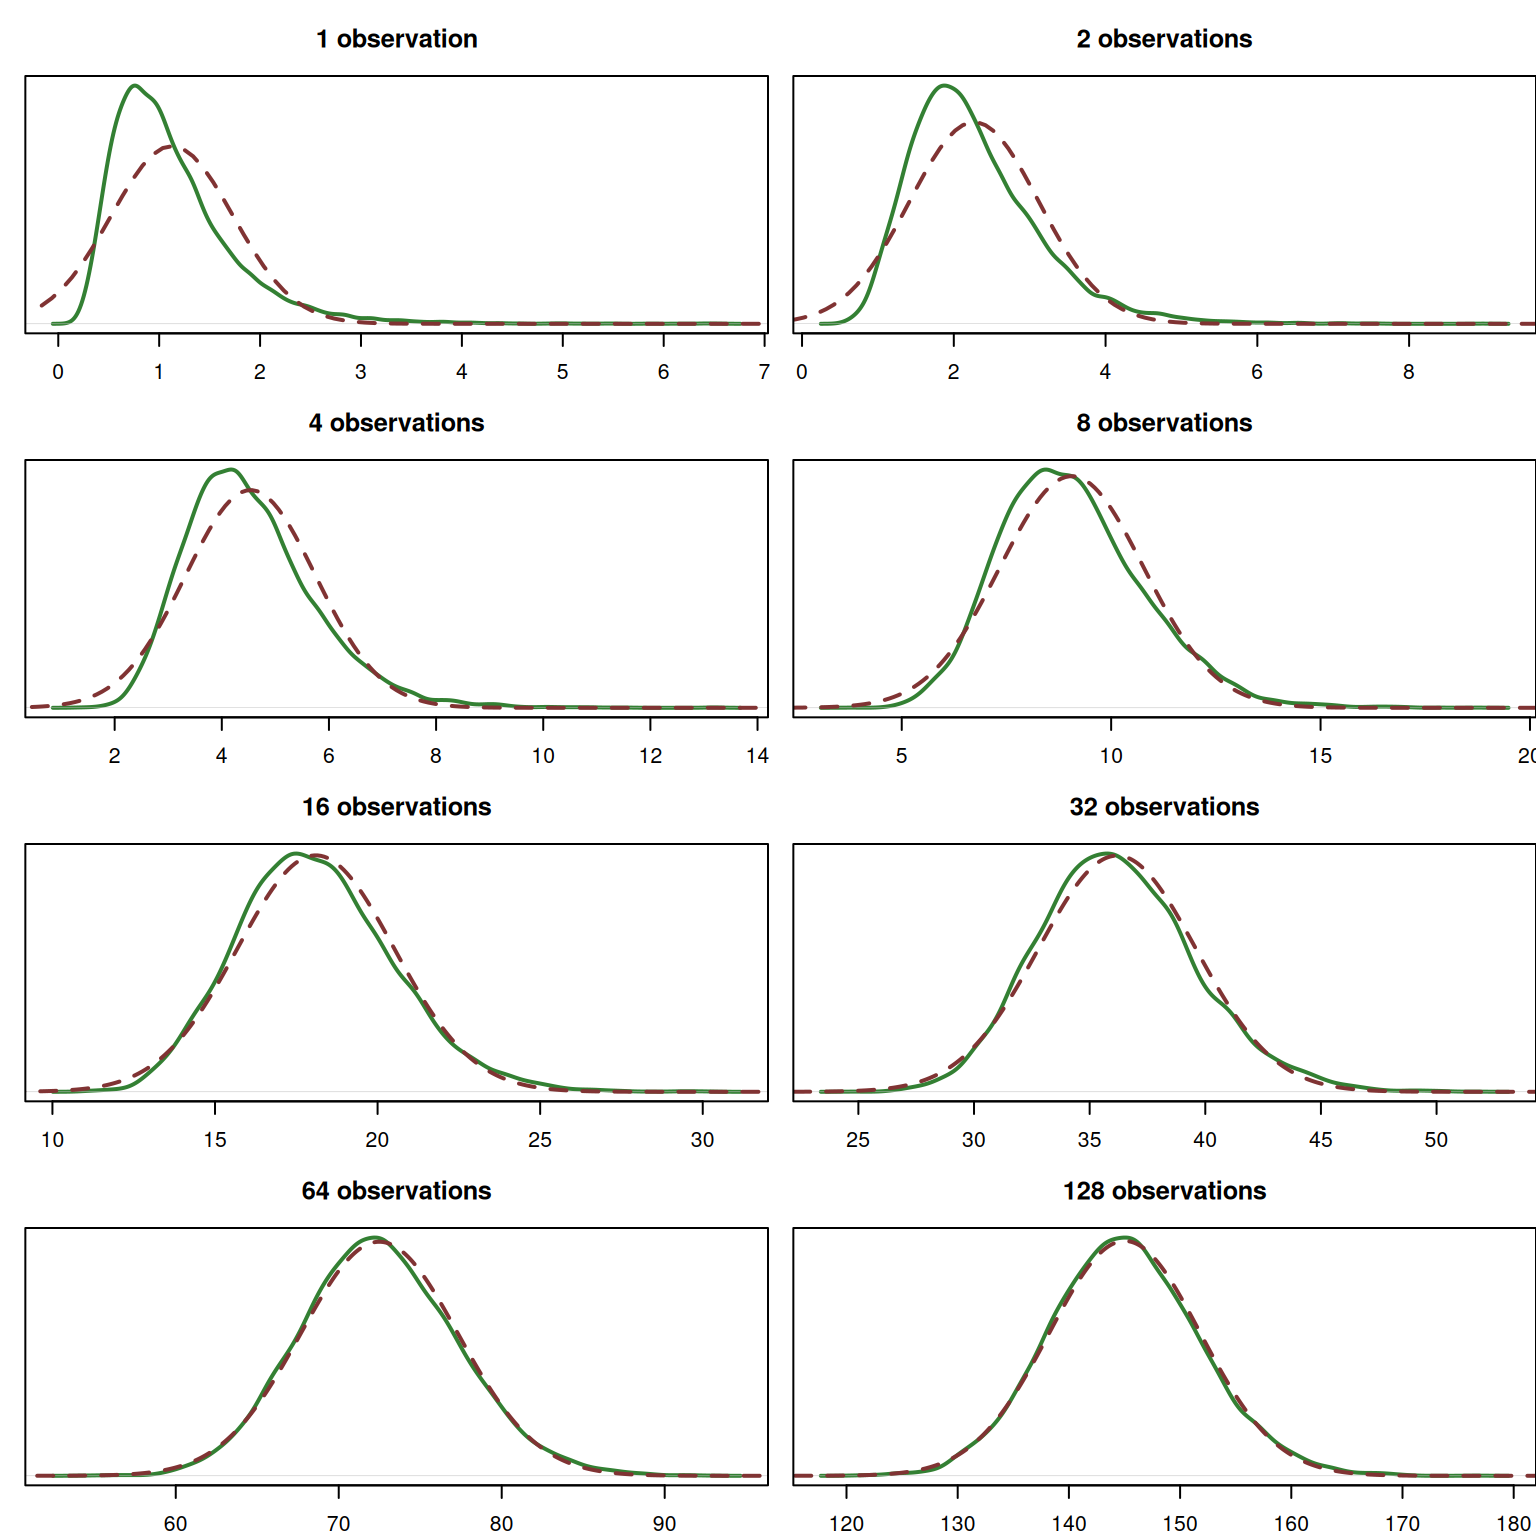 1 observation
2 observations
0 1 2 3 4 5 6 7
0 2 4 6 8
4 observations
8 observations
2 4 6 8 10 12 14
5 10 15 20
16 observations
32 observations
10 15 20 25 30
25 30 35 40 45 50
64 observations
128 observations
60 70 80 90
120 130 140 150 160 170 180